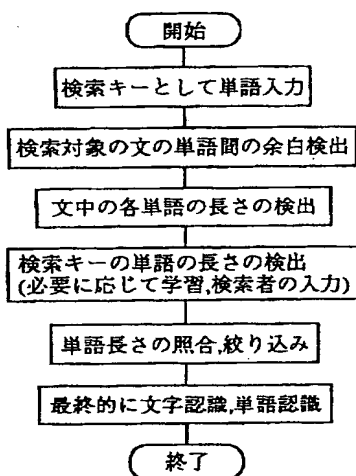 開始
検索キーとして単語入力
検索対象の文の単語間の余白検出
文中の各単語の長さの検出
検索キーの単語の長さの検出
(必要に応じて学習,検索者の入力)
単語長さの照合,絞り込み
最終的に文字認識,単語認識
終了